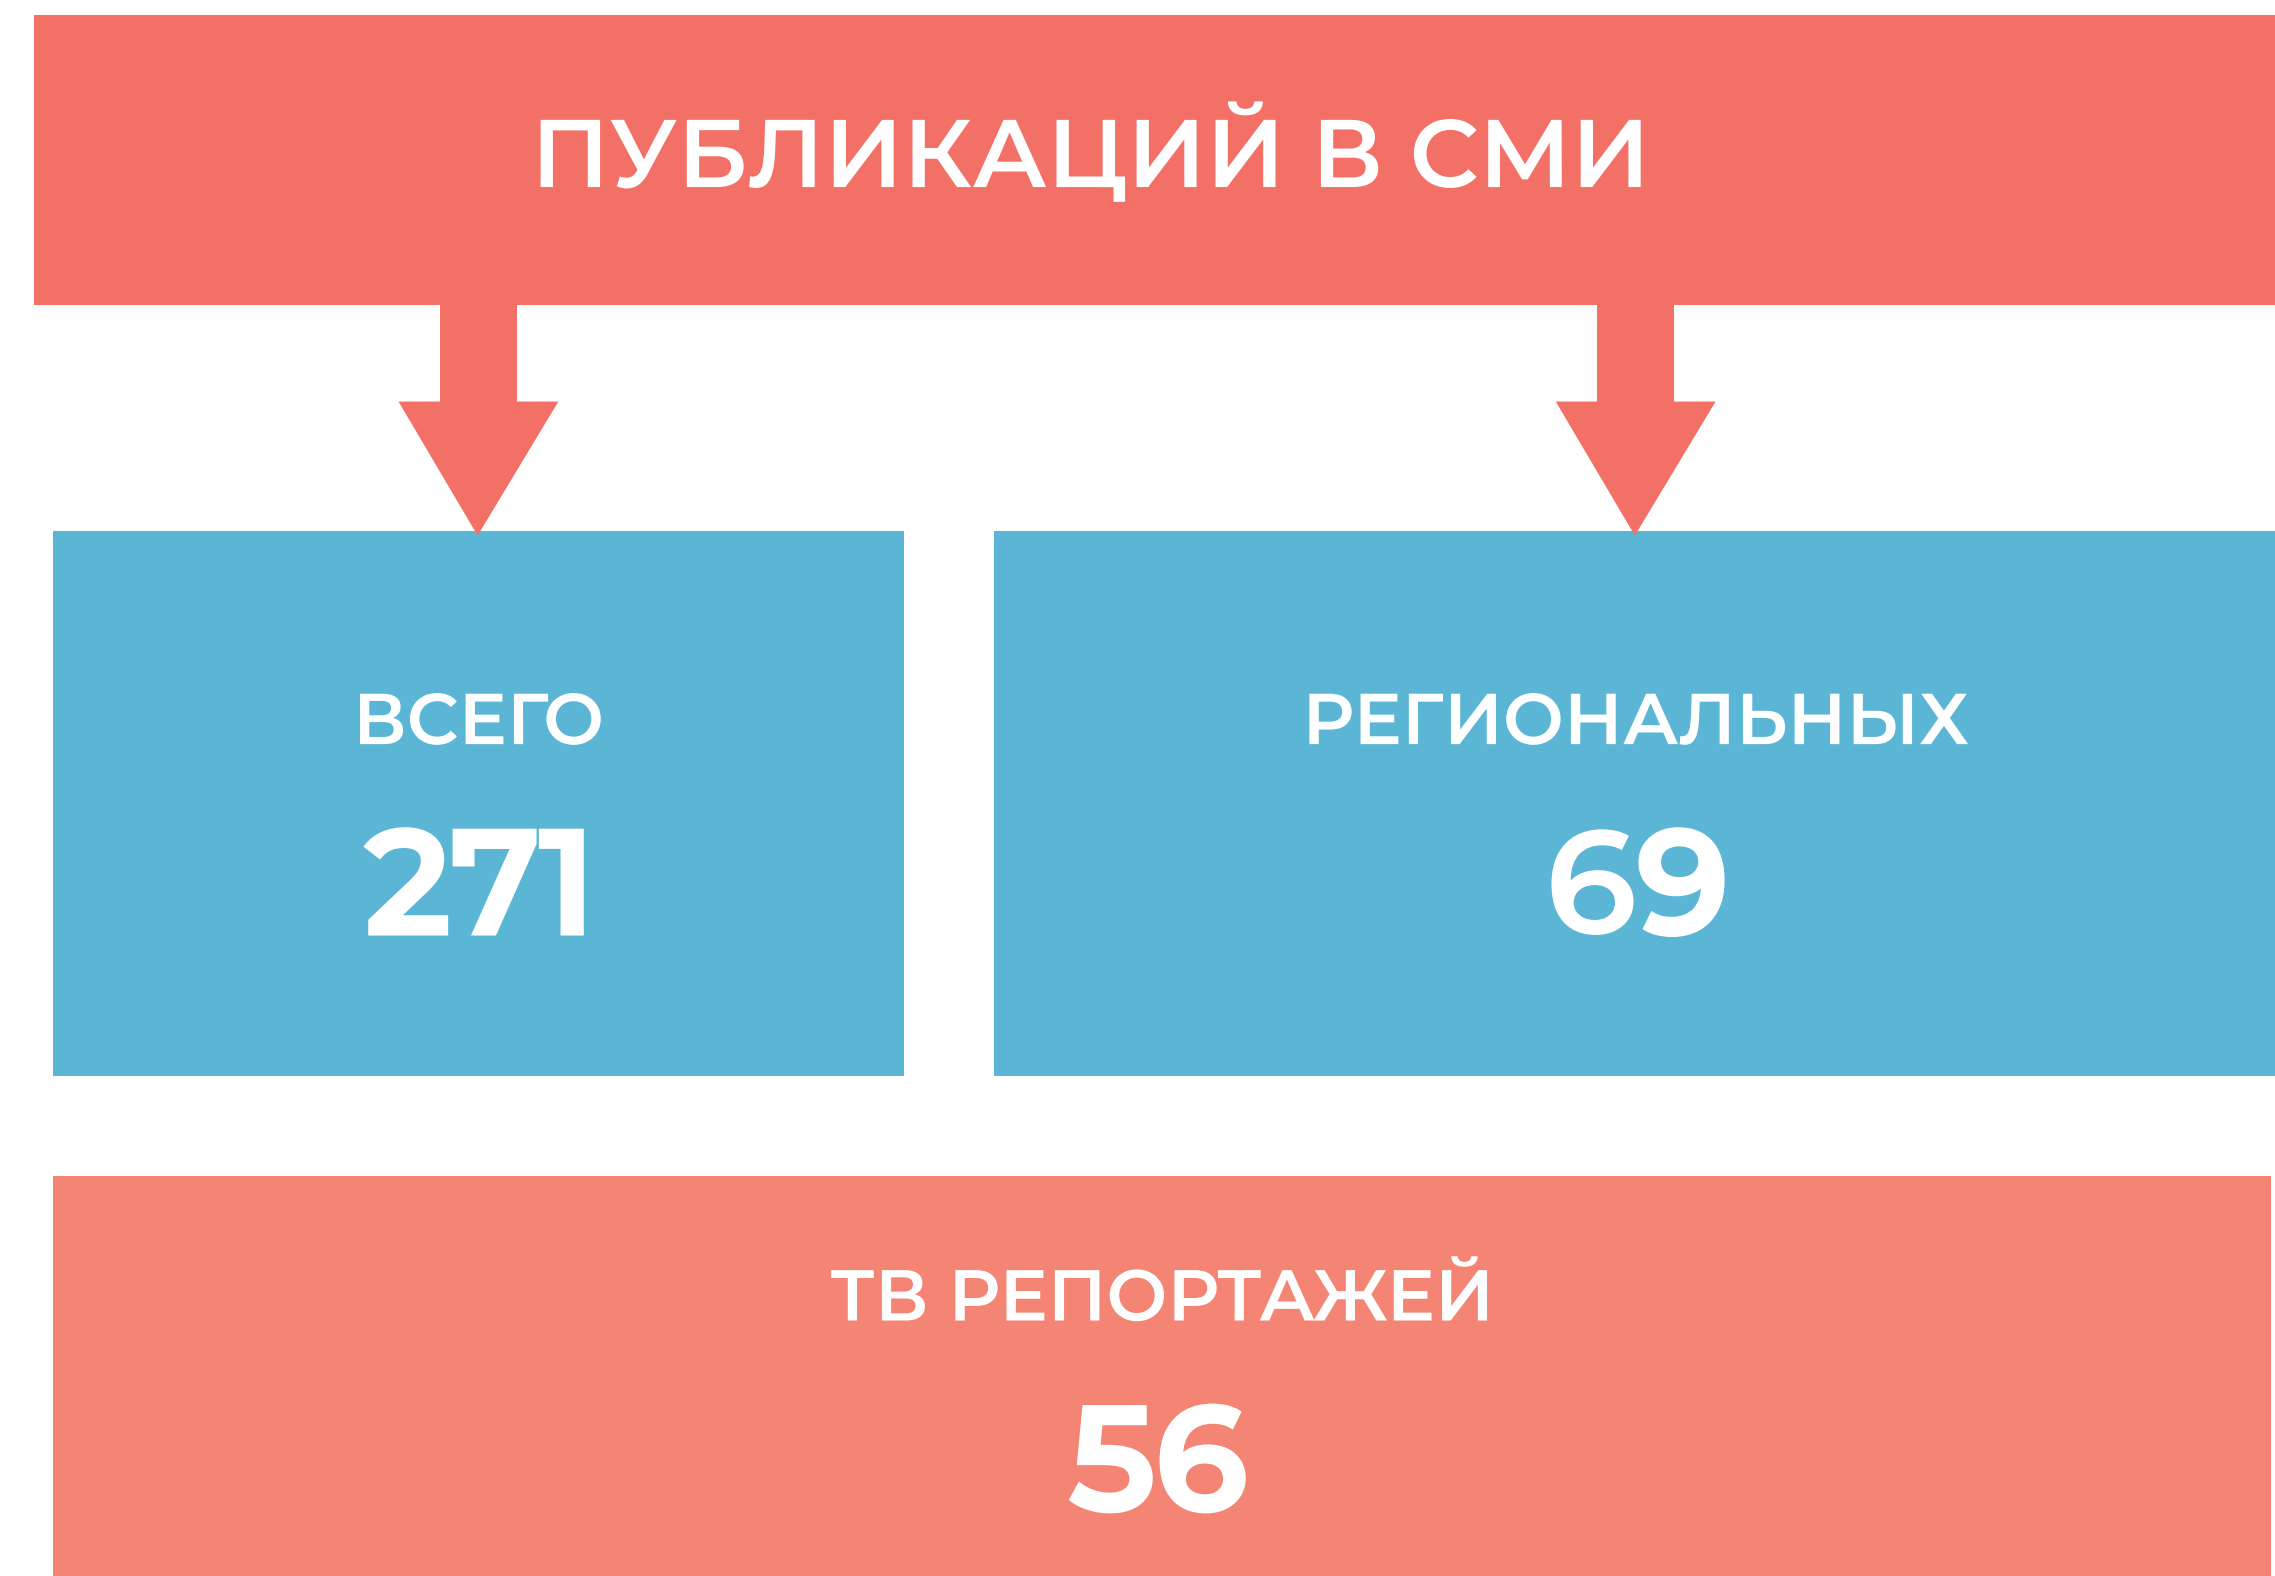 ПУБЛИКАЦИЙ В СМИ
ВСЕГО
271
РЕГИОНАЛЬНЫХ
69
ТВ РЕПОРТАЖЕЙ
56